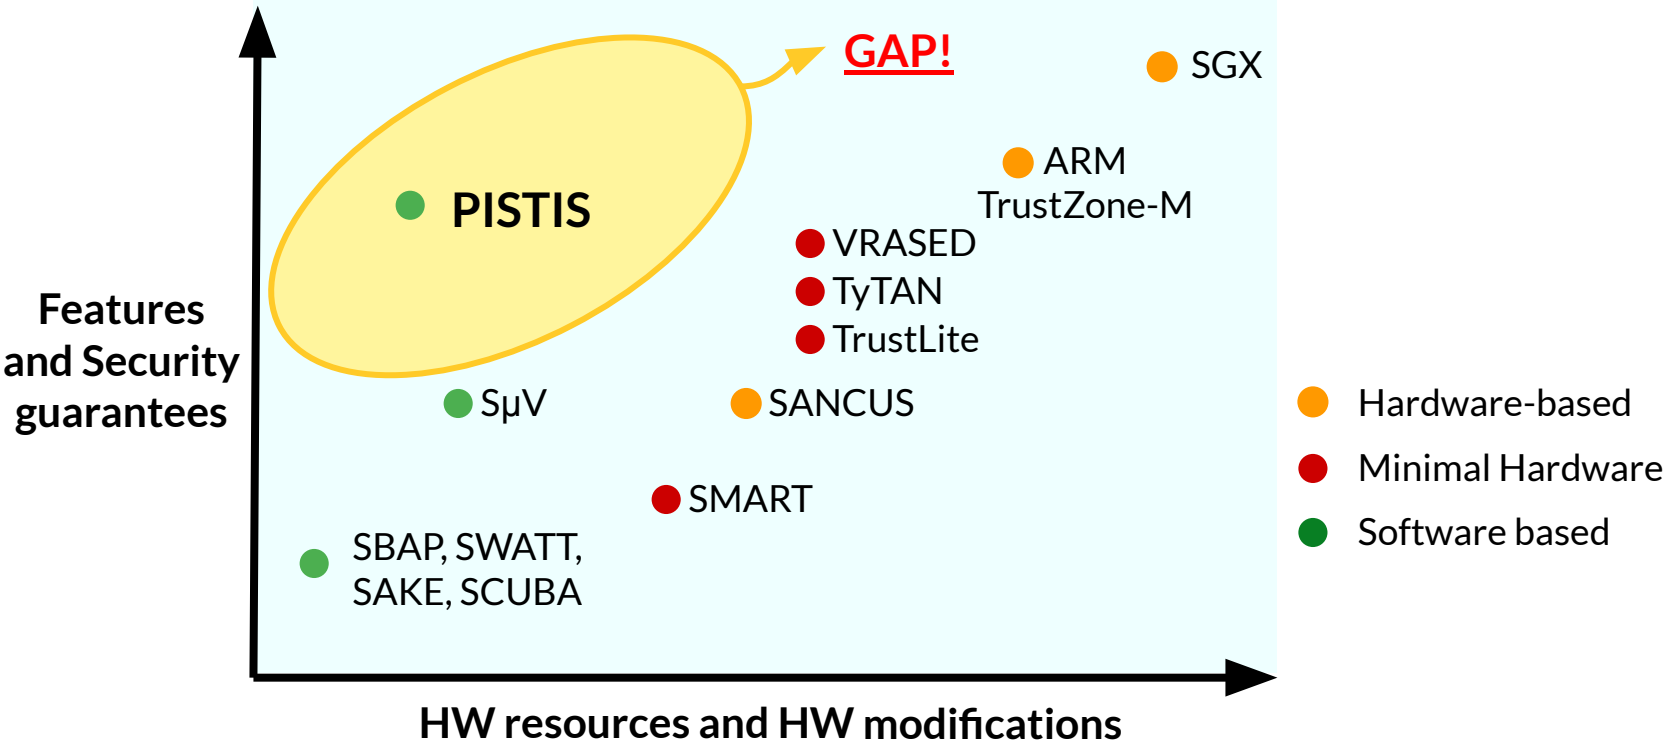 GAP!
SGX
ARM
TrustZone-M
PISTIS
VRASED
TyTAN
TrustLite
Features
and Security
guarantees
SμV
SANCUS
SMART
SBAP, SWATT,
SAKE, SCUBA
Hardware-based
Minimal Hardware
Software based
HW resources and HW modifications